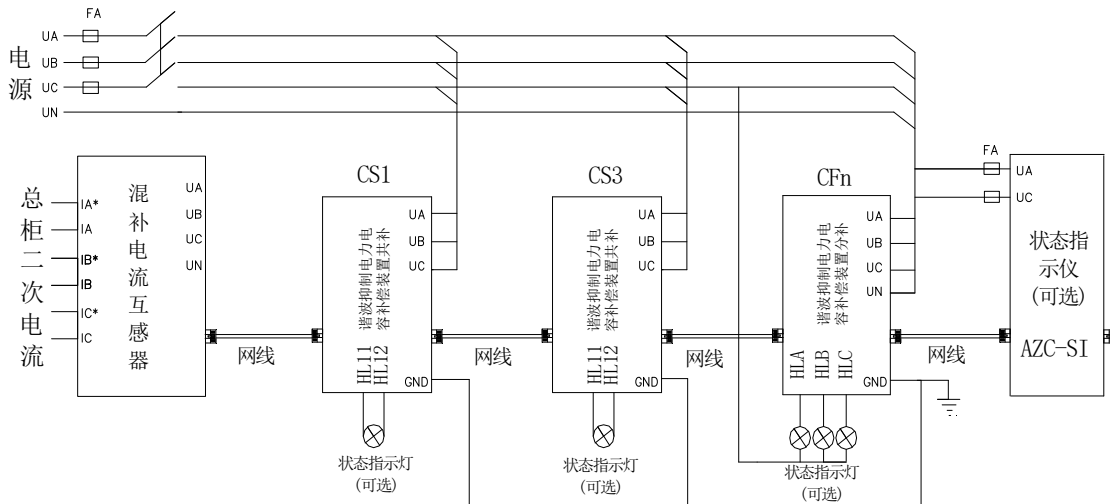 FA
UA
UB
UC
UN
电源
总柜二次电流
IA*
IA
IB*
IB
IC*
IC
混补电流互感器
UA
UB
UC
UN
网线
CS1
UA
UB
UC
谐波抑制电力电
容补偿装置共补
HL11
HL12
GND
状态指示灯
(可选)
网线
CS3
UA
UB
UC
谐波抑制电力电
容补偿装置共补
HL11
HL12
GND
状态指示灯
(可选)
网线
CFn
UA
UB
UC
UN
谐波抑制电力电
容补偿装置分补
HLA
HLB
HLC
GND
状态指示灯
(可选)
网线
FA
UA
UC
状态指
示仪
(可选)
AZC-SI